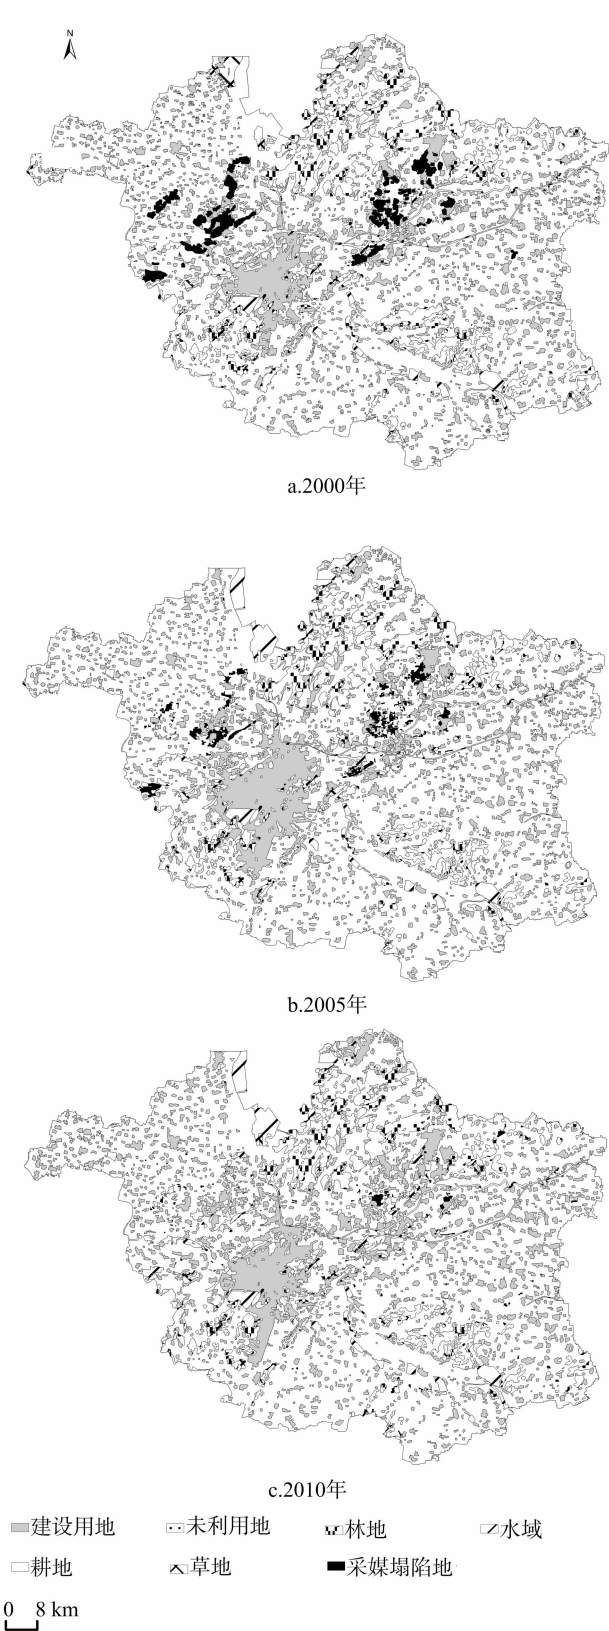 N
a.2000年
b.2005年
c.2010年
建设用地 未利用地 林地 水域
耕地 草地 采媒塌陷地
0 8 km